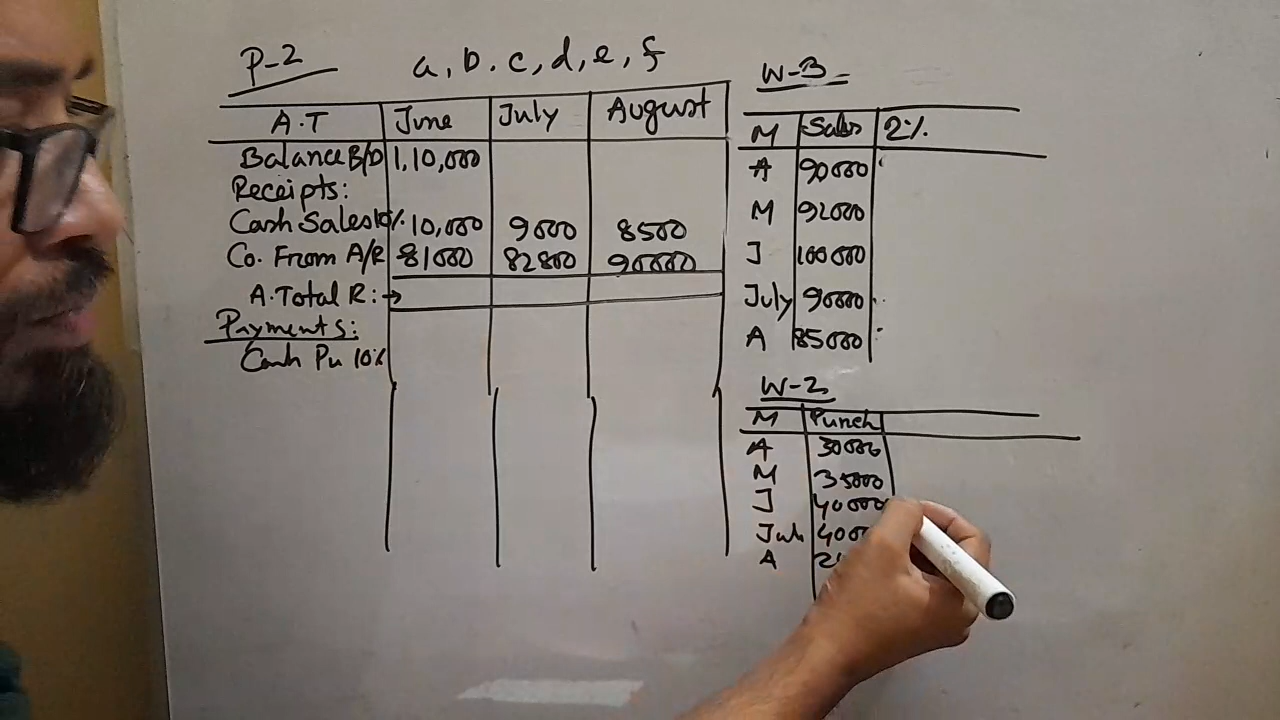 P-2
a, b. c, d, e, f
A.T June July August
Balance B/D 1,10,000
Receipts:
Cash Sales 10% 10,000 9000 8500
Co. From A/R 81000 82800 90000
A. Total R:→
Payments:
Cash Pu 10%
W-3
M Sales 2%
A 90000
M 92000
J 100000
July 90000
A 85000
W-2
M Purch
A 30000
M 35000
J 40000
July 400
A